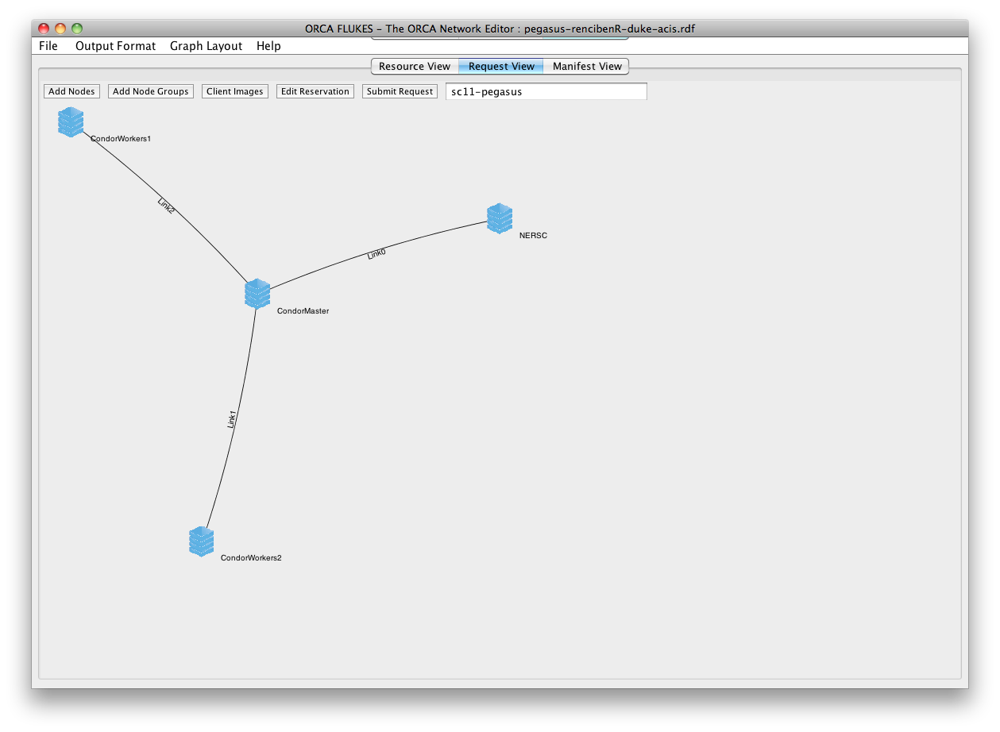 ORCA FLUKES - The ORCA Network Editor : pegasus-rencibenR-duke-acis.rdf
File Output Format Graph Layout Help
Resource View Request View Manifest View
Add Nodes Add Node Groups Client Images Edit Reservation Submit Request sc11-pegasus
CondorWorkers1
Link2
NERSC
Link0
CondorMaster
Link1
CondorWorkers2